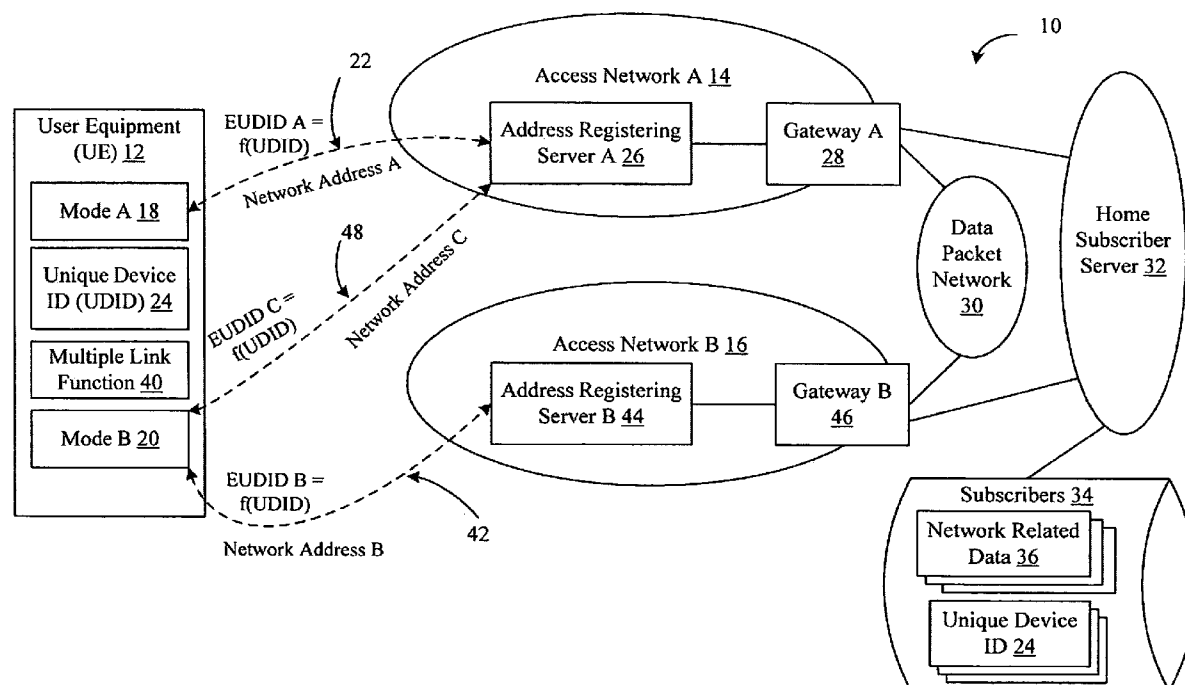 10
22
Access Network A 14
User Equipment
(UE) 12
EUDID A =
f(UDID)
Address Registering
Server A 26
Gateway A
28
Network Address A
Mode A 18
Home
Subscriber
Server 32
Data
Packet
Network
30
48
Unique Device
ID (UDID) 24
EUDID C =
f(UDID)
Network Address C
Multiple Link
Function 40
Access Network B 16
Address Registering
Server B 44
Gateway B
46
Mode B 20
EUDID B =
f(UDID)
42
Network Address B
Subscribers 34
Network Related
Data 36
Unique Device
ID 24